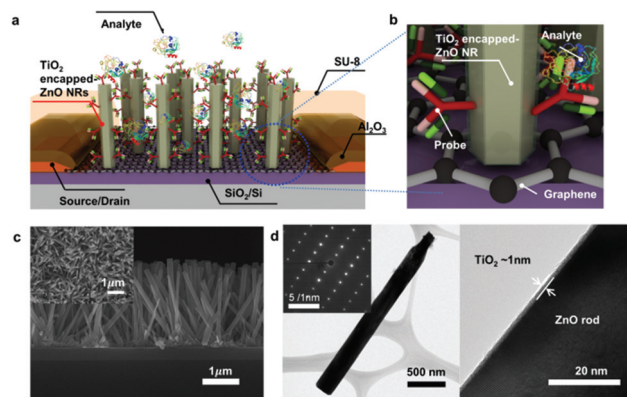 a
Analyte
TiO2
encapped-
ZnO NRs
SU-8
Al2O3
Source/Drain
SiO2/Si
b
TiO2
encapped-
ZnO NR
Analyte
Probe
Graphene
c
1μm
1μm
d
5 /1nm
500 nm
TiO2 ~1nm
ZnO rod
20 nm